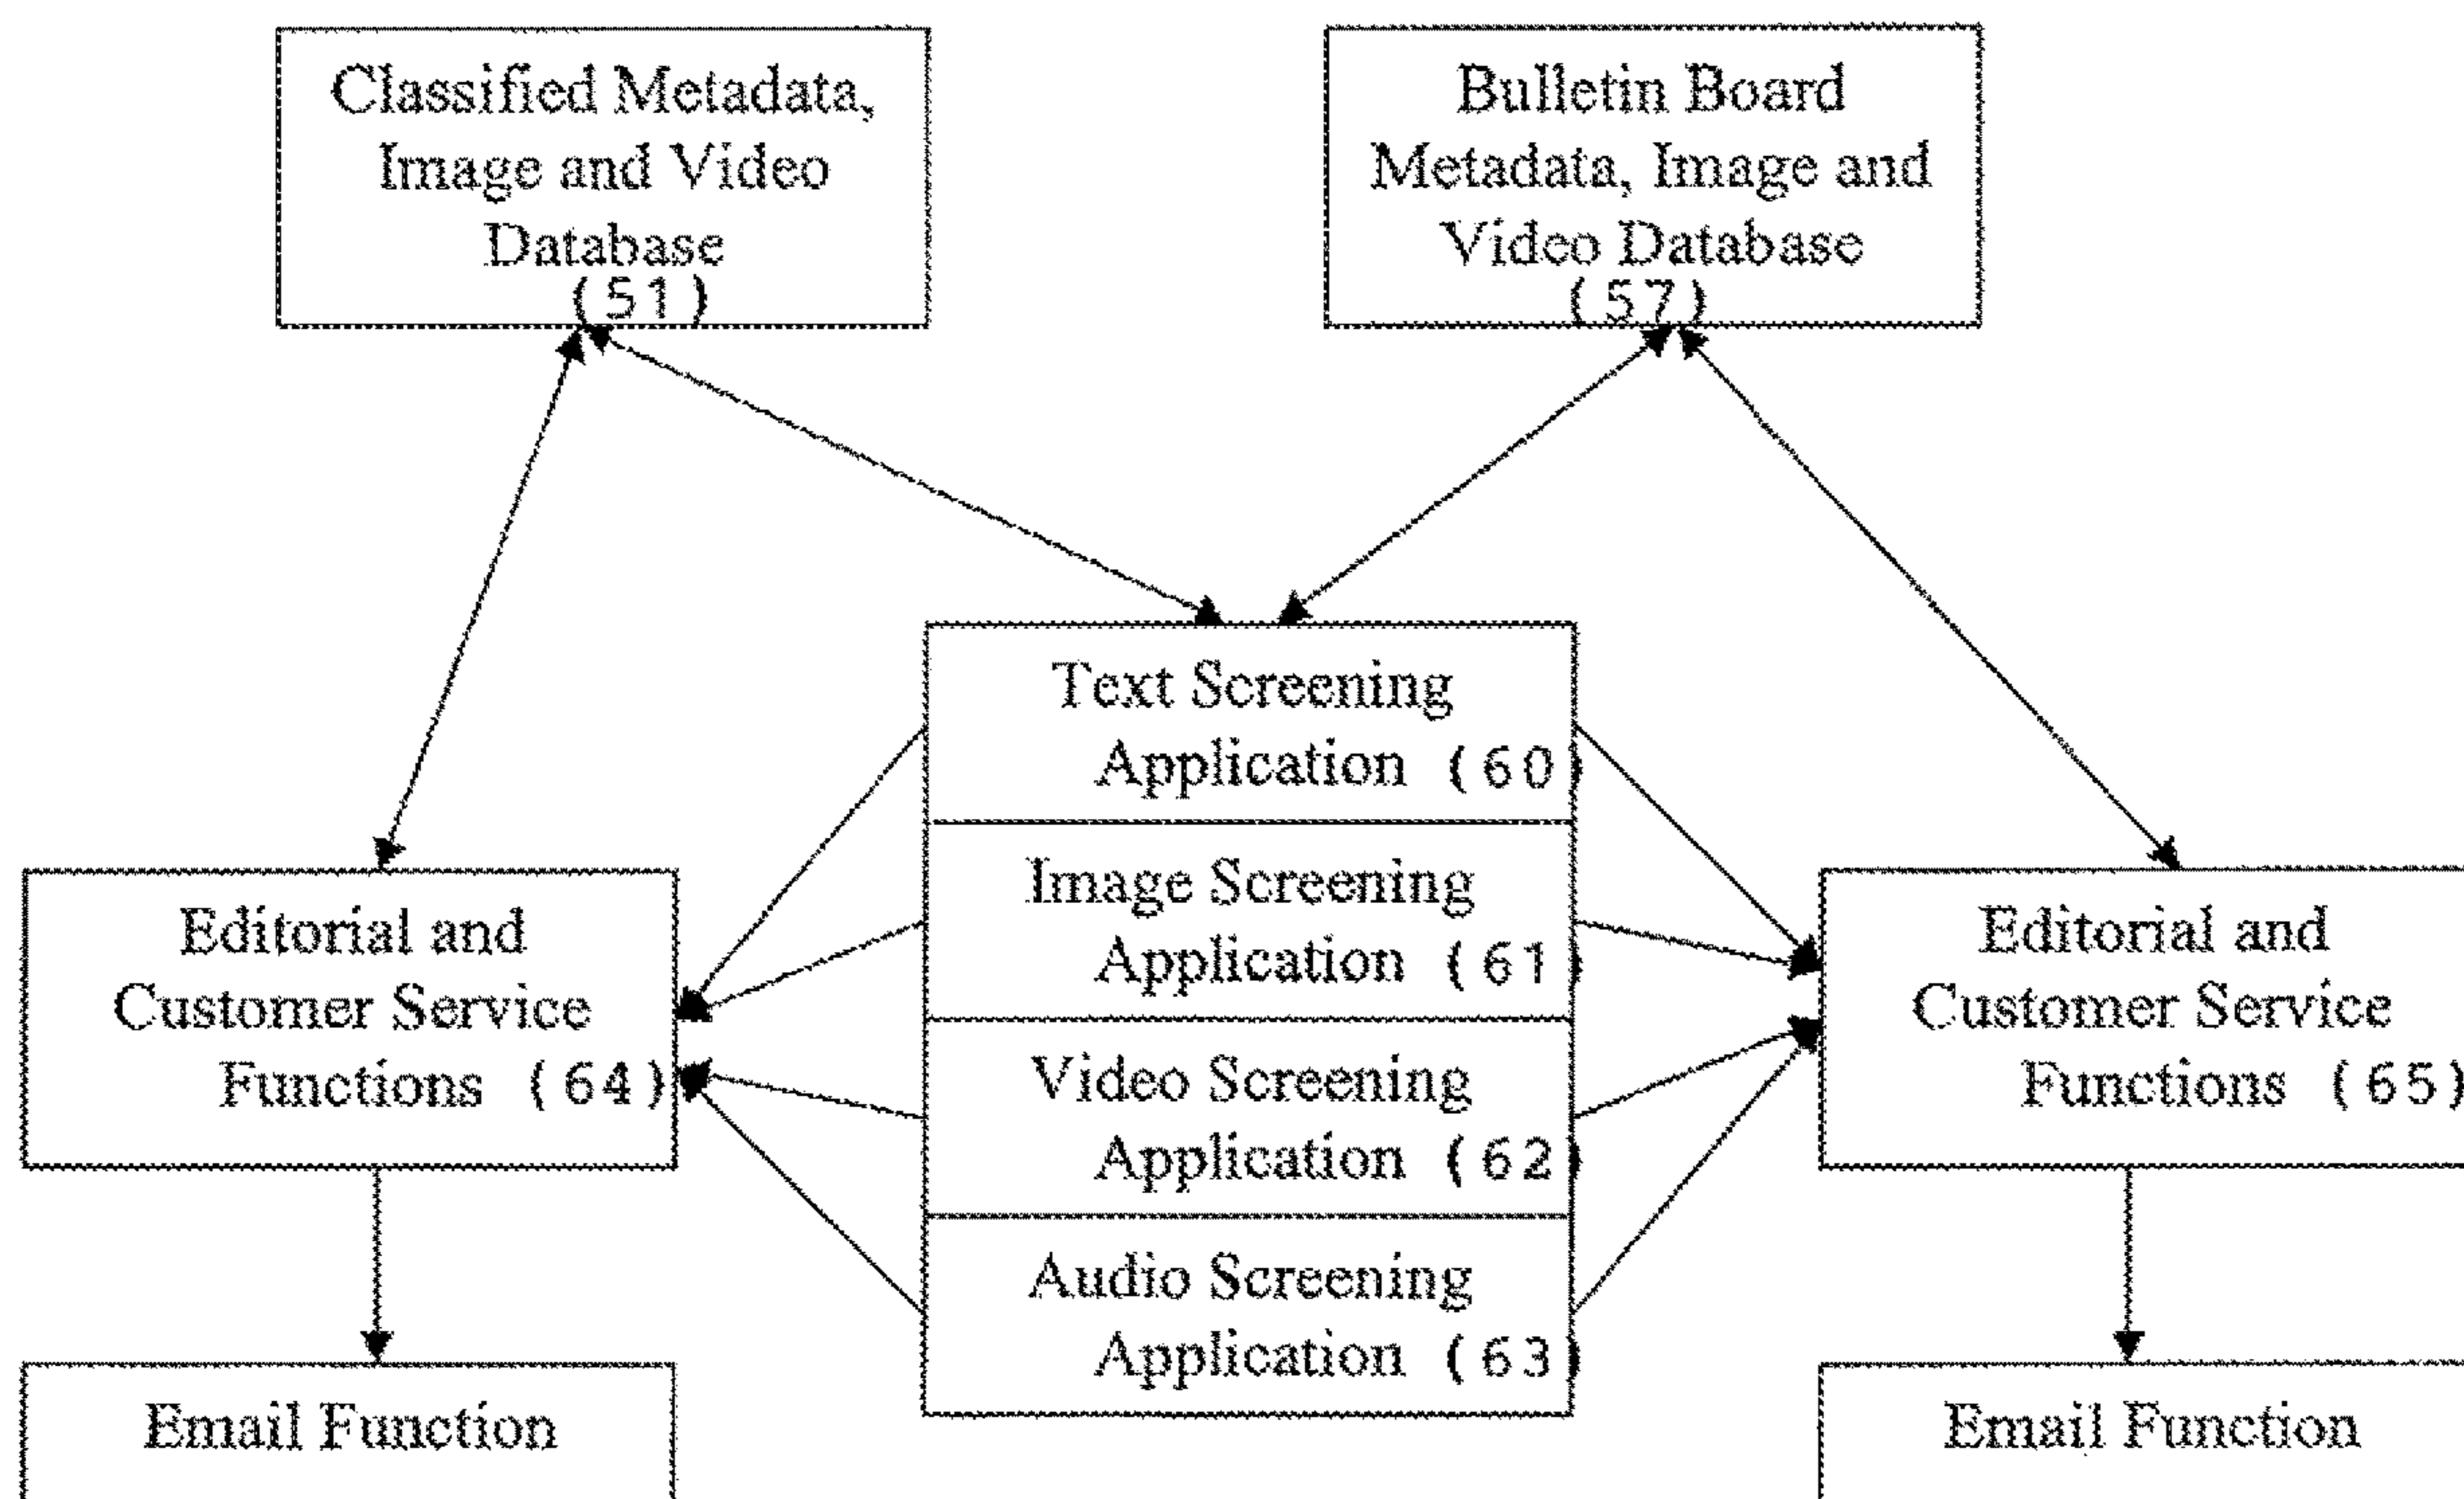 Classified Metadata,
Image and Video
Database
(51)
Bulletin Board
Metadata, Image and
Video Database
(57)
Text Screening
Application (60)
Image Screening
Application (61)
Video Screening
Application (62)
Audio Screening
Application (63)
Editorial and
Customer Service
Functions (64)
Editorial and
Customer Service
Functions (65)
Email Function
Email Function